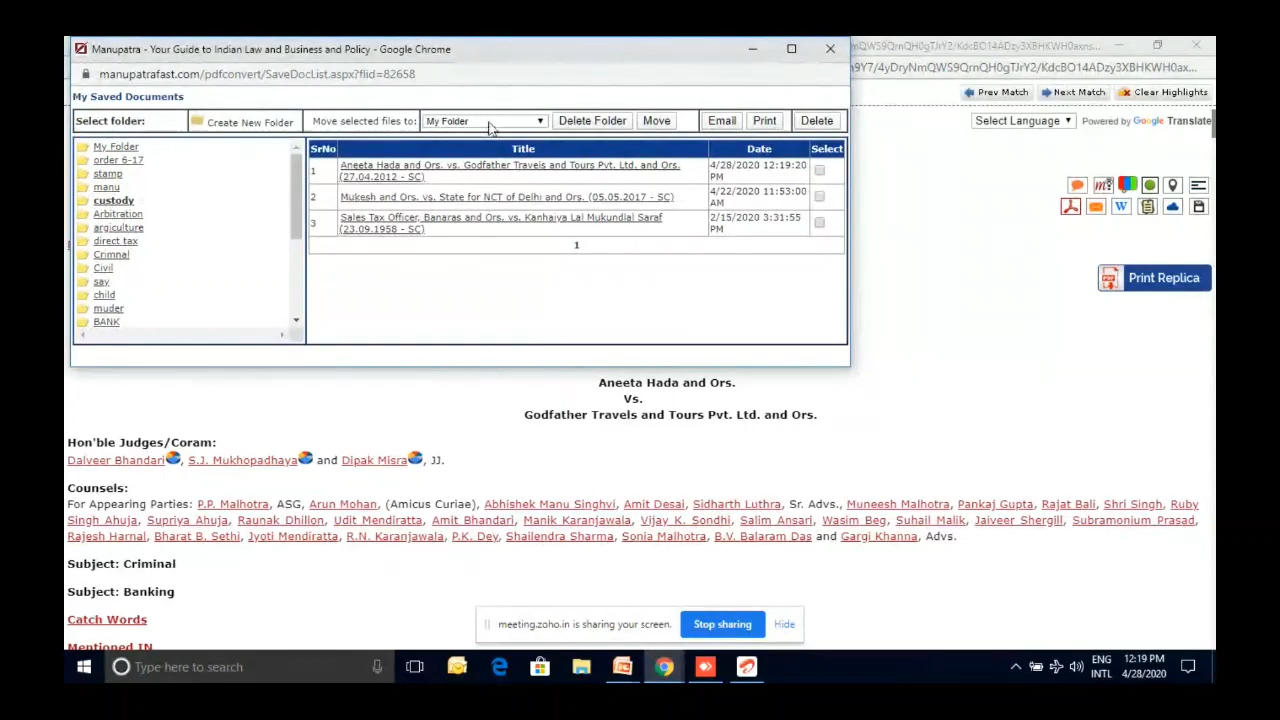 Manupatra - Your Guide to Indian Law and Business and Policy - Google Chrome
manupatrafast.com/pdfconvert/SaveDocList.aspx?flid=82658
My Saved Documents
Select folder: Create New Folder Move selected files to: My Folder Delete Folder Move Email Print Delete
Prev Match Next Match Clear Highlights
Select Language Powered by Google Translate
My Folder
order 6-17
stamp
manu
custody
Arbitration
argiculture
direct tax
Crimnal
Civil
say
child
muder
BANK
SrNo Title Date Select
1 Aneeta Hada and Ors. vs. Godfather Travels and Tours Pvt. Ltd. and Ors. (27.04.2012 - SC) 4/28/2020 12:19:20 PM
2 Mukesh and Ors. vs. State for NCT of Delhi and Ors. (05.05.2017 - SC) 4/22/2020 11:53:00 AM
3 Sales Tax Officer, Banaras and Ors. vs. Kanhaiya Lal Mukundlal Saraf (23.09.1958 - SC) 2/15/2020 3:31:55 PM
1
Print Replica
Aneeta Hada and Ors.
Vs.
Godfather Travels and Tours Pvt. Ltd. and Ors.
Hon'ble Judges/Coram:
Dalveer Bhandari, S.J. Mukhopadhaya and Dipak Misra, JJ.
Counsels:
For Appearing Parties: P.P. Malhotra, ASG, Arun Mohan, (Amicus Curiae), Abhishek Manu Singhvi, Amit Desai, Sidharth Luthra, Sr. Advs., Muneesh Malhotra, Pankaj Gupta, Rajat Bali, Shri Singh, Ruby
Singh Ahuja, Supriya Ahuja, Raunak Dhillon, Udit Mendiratta, Amit Bhandari, Manik Karanjawala, Vijay K. Sondhi, Salim Ansari, Wasim Beg, Suhail Malik, Jaiveer Shergill, Subramonium Prasad,
Rajesh Harnal, Bharat B. Sethi, Jyoti Mendiratta, R.N. Karanjawala, P.K. Dey, Shailendra Sharma, Sonia Malhotra, B.V. Balaram Das and Gargi Khanna, Advs.
Subject: Criminal
Subject: Banking
Catch Words
Mentioned IN
meeting.zoho.in is sharing your screen. Stop sharing Hide
Type here to search
ENG 12:19 PM
INTL 4/28/2020